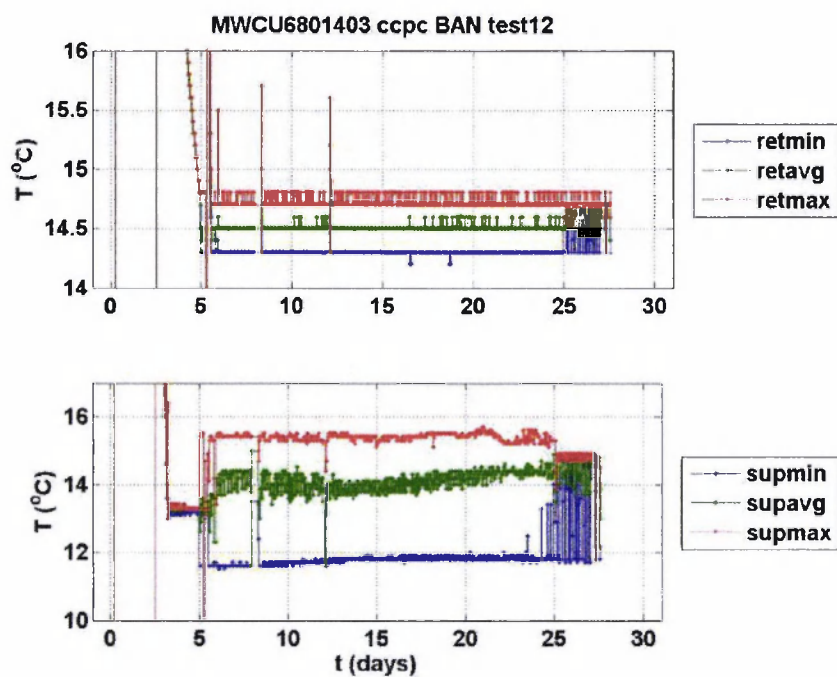 MWCU6801403 ccpc BAN test12
T (°C)
16
15.5
15
14.5
14
0 5 10 15 20 25 30
retmin
retavg
retmax
T (°C)
16
14
12
10
0 5 10 15 20 25 30
t (days)
supmin
supavg
supmax